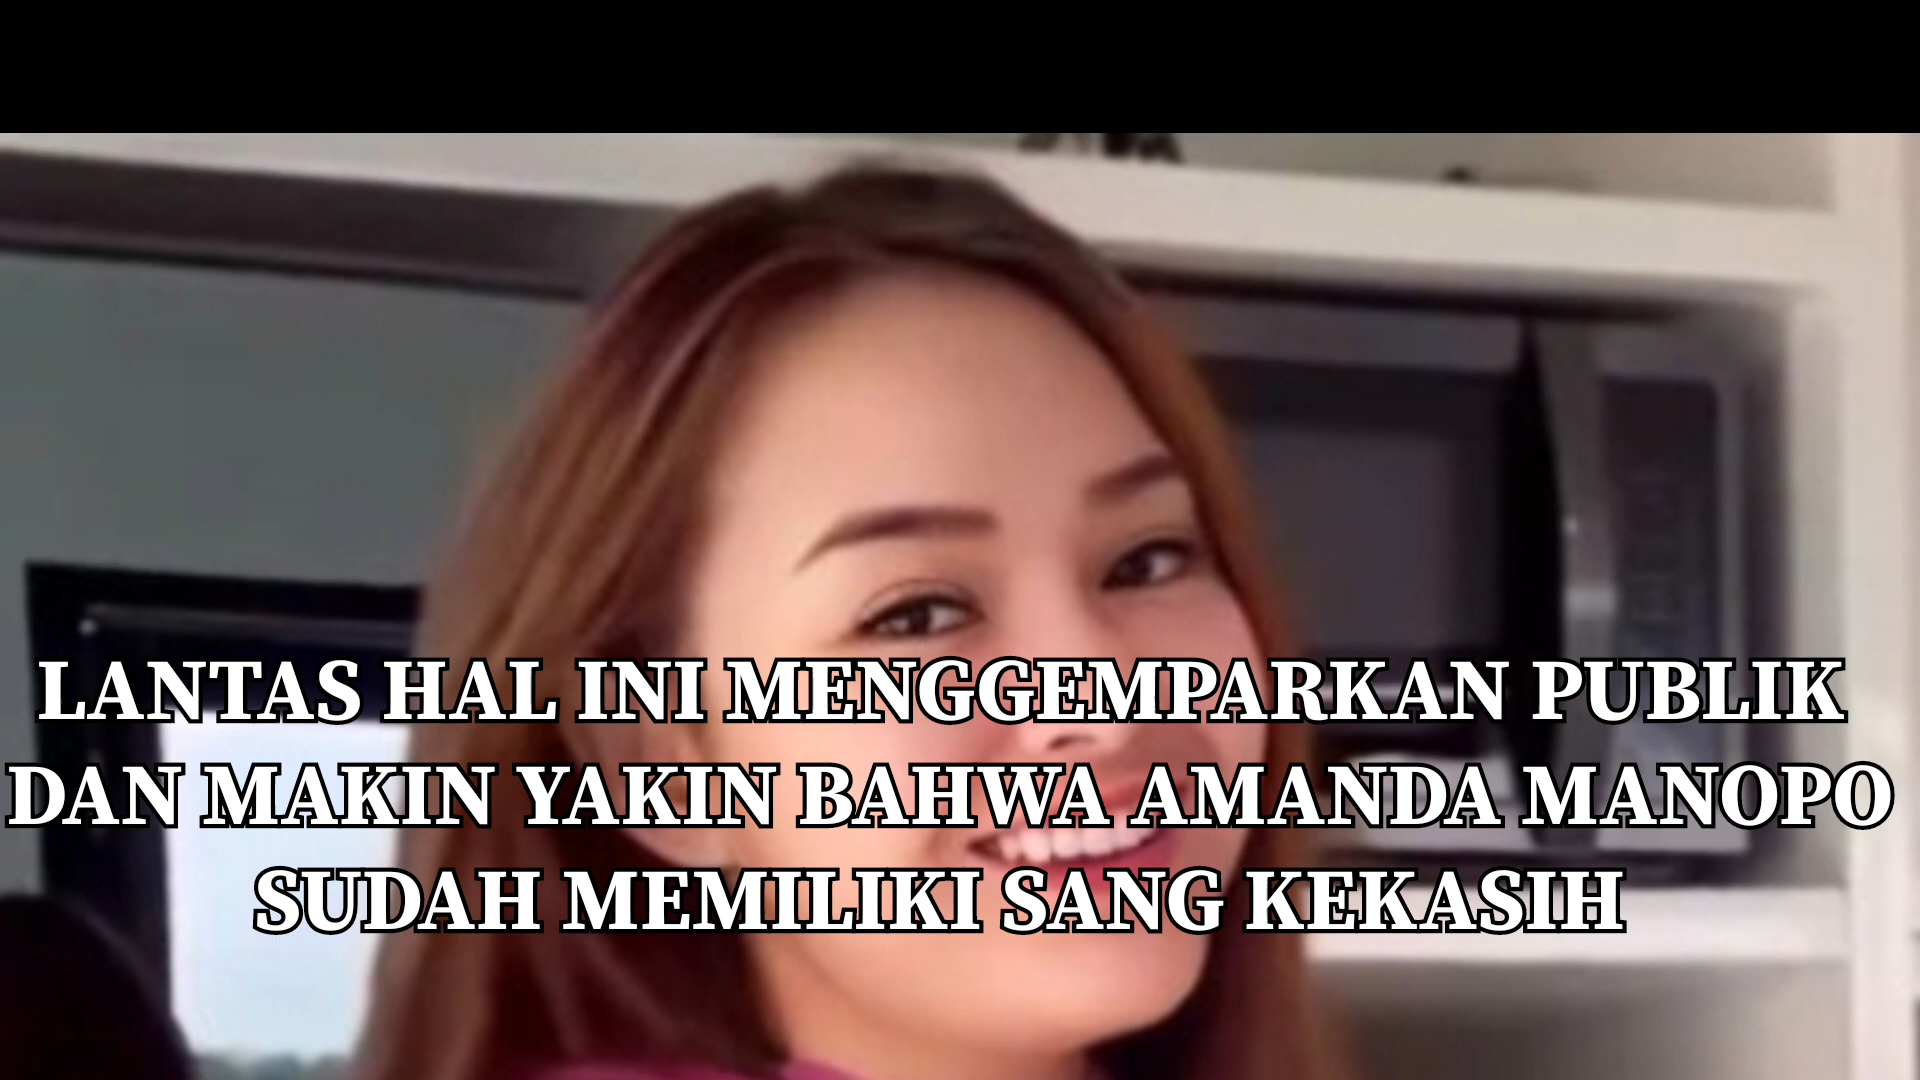 LANTAS HAL INI MENGGEMPARKAN PUBLIK
DAN MAKIN YAKIN BAHWA AMANDA MANOPO
SUDAH MEMILIKI SANG KEKASIH